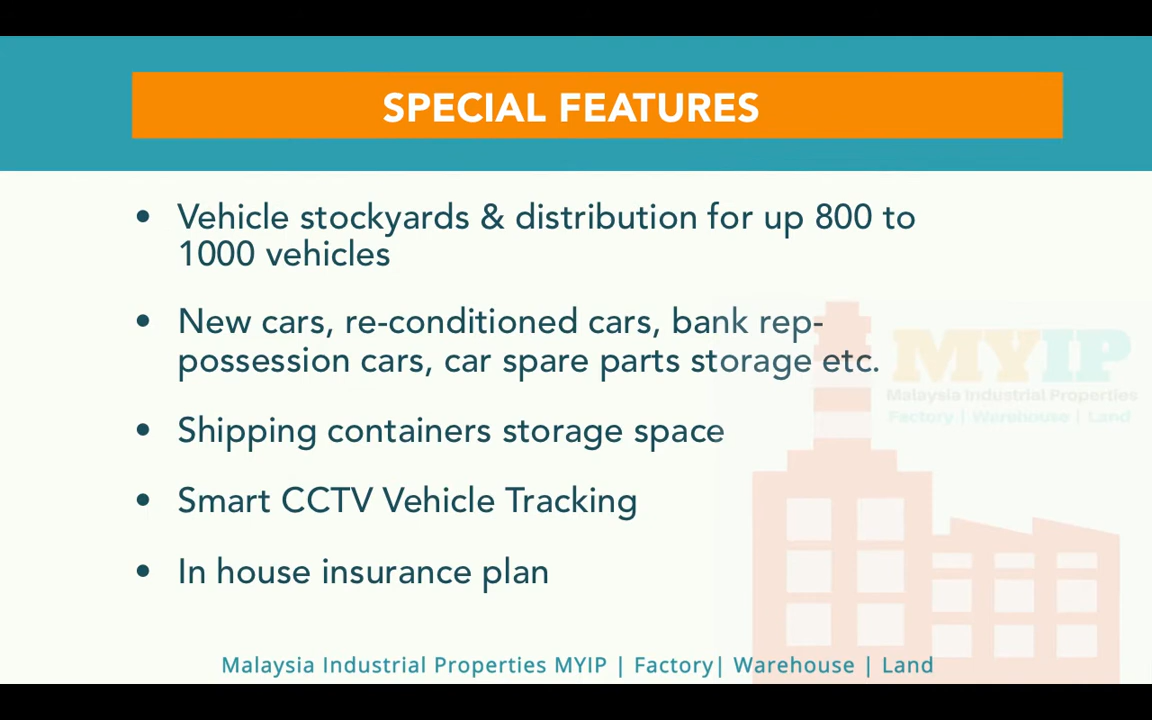 SPECIAL FEATURES
• Vehicle stockyards & distribution for up 800 to
1000 vehicles
• New cars, re-conditioned cars, bank rep-
possession cars, car spare parts storage etc.
MYIP
Malaysia Industrial Properties
Factory | Warehouse | Land
• Shipping containers storage space
• Smart CCTV Vehicle Tracking
• In house insurance plan
Malaysia Industrial Properties MYIP | Factory| Warehouse | Land